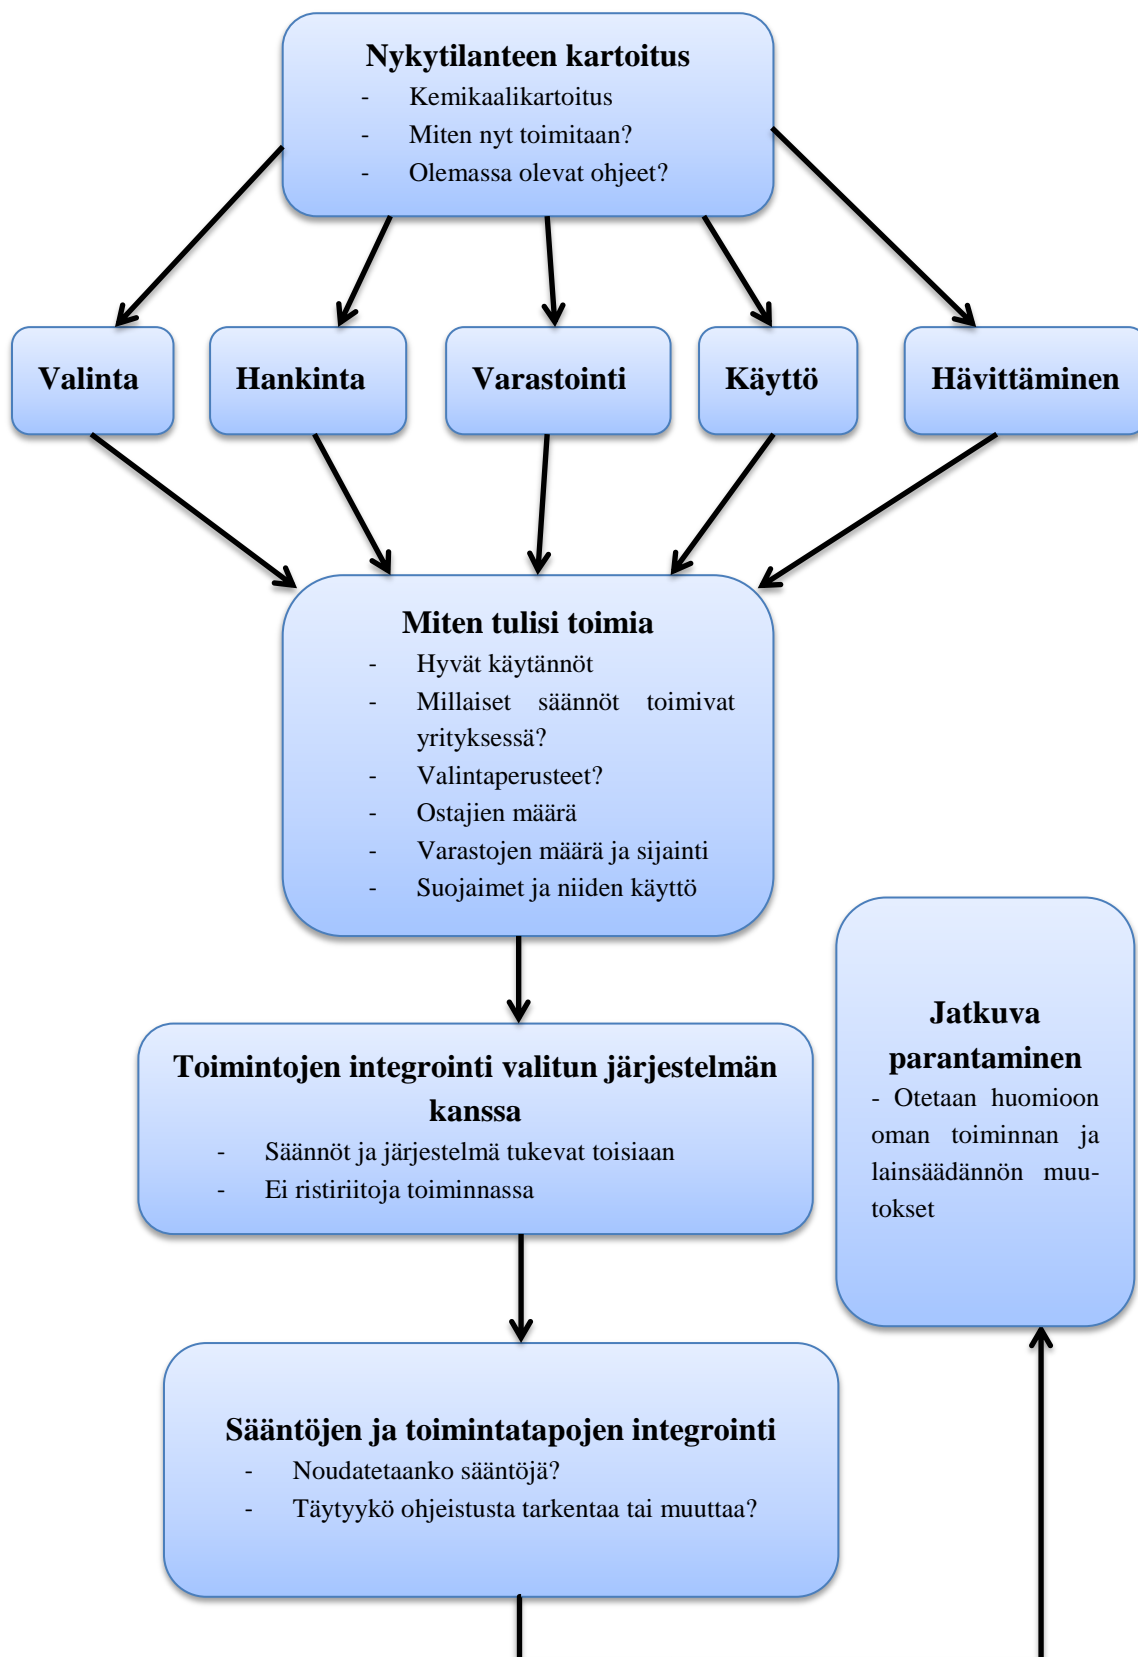 Nykytilanteen kartoitus
- Kemikaalikartoitus
- Miten nyt toimitaan?
- Olemassa olevat ohjeet?
Valinta
Hankinta
Varastointi
Käyttö
Hävittäminen
Miten tulisi toimia
- Hyvät käytännöt
- Millaiset säännöt toimivat
yrityksessä?
- Valintaperusteet?
- Ostajien määrä
- Varastojen määrä ja sijainti
- Suojaimet ja niiden käyttö
Toimintojen integrointi valitun järjestelmän
kanssa
- Säännöt ja järjestelmä tukevat toisiaan
- Ei ristiriitoja toiminnassa
Sääntöjen ja toimintatapojen integrointi
- Noudatetaanko sääntöjä?
- Täytyykö ohjeistusta tarkentaa tai muuttaa?
Jatkuva
parantaminen
- Otetaan huomioon
oman toiminnan ja
lainsäädännön muu-
tokset